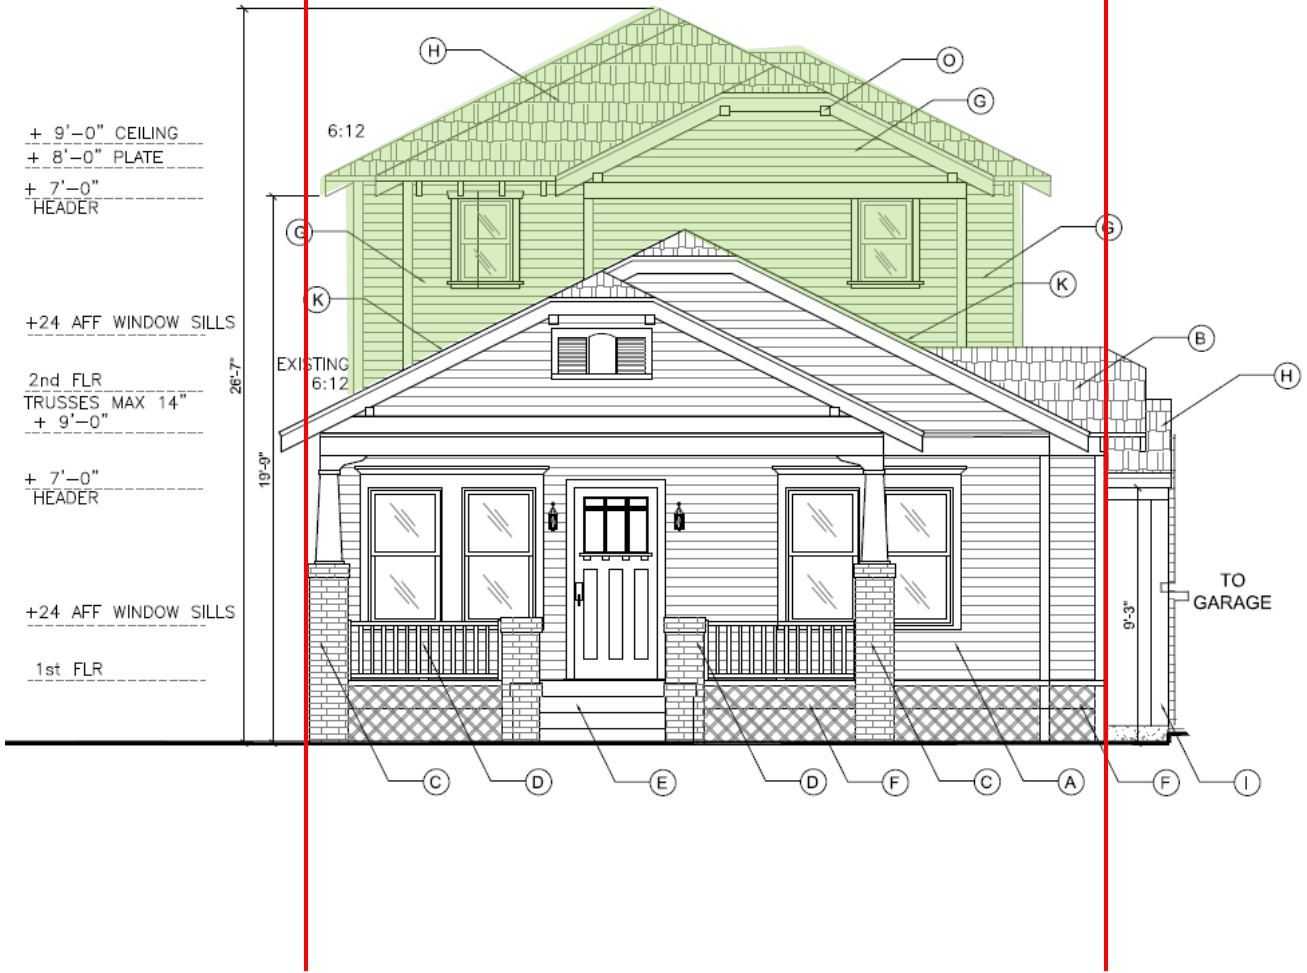 H
O
G
+ 9'-0" CEILING
6:12
+ 8'-0" PLATE
+ 7'-0"
HEADER
G
G
K
K
+24 AFF WINDOW SILLS
B
EXISTING
6:12
2nd FLR
H
26'-7"
TRUSSES MAX 14"
+ 9'-0"
19'-9"
+ 7'-0"
HEADER
TO
GARAGE
9'-3"
+24 AFF WINDOW SILLS
1st FLR
C
D
E
D
F
C
A
F
I